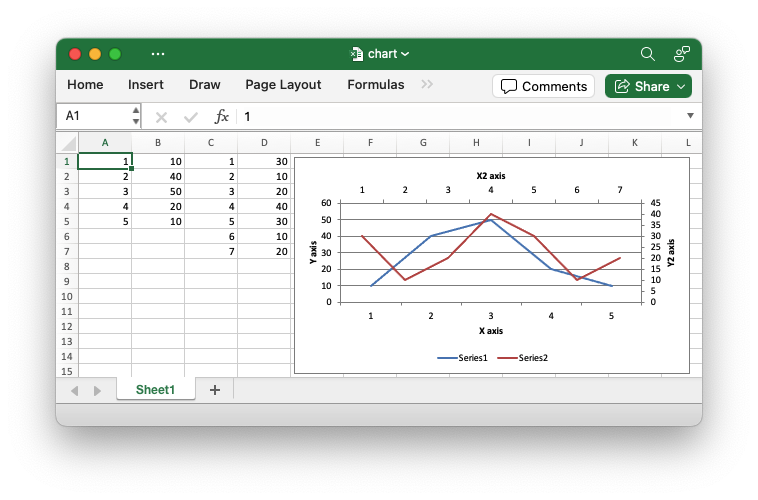 ··· chart
Home Insert Draw Page Layout Formulas >> Comments Share
A1 fx 1
A B C D E F G H I J K L
1 1 10 1 30
2 2 40 2 10
3 3 50 3 20
4 4 20 4 40
5 5 10 5 30
6 6 10
7 7 20
8
9
10
11
12
13
14
15
X2 axis
1 2 3 4 5 6 7
60
50
40
30
20
10
0
Y axis
45
40
35
30
25
20
15
10
5
0
Y2 axis
1 2 3 4 5
X axis
Series1 Series2
Sheet1 +